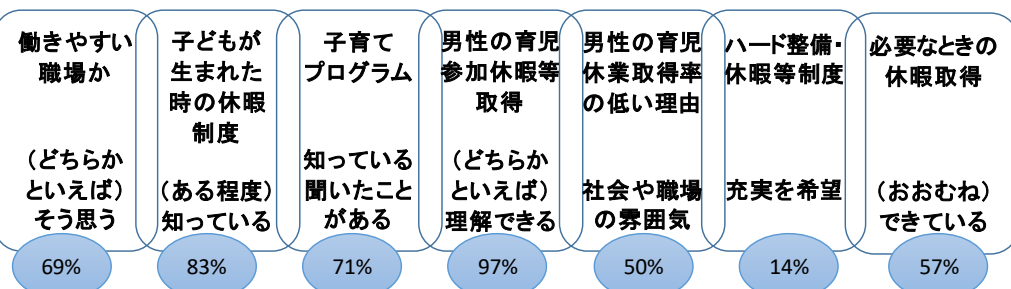 働きやすい
職場か
（どちらか
といえば）
そう思う
69%
子どもが
生まれた
時の休暇
制度
（ある程度）
知っている
83%
子育て
プログラム
知っている
聞いたこと
がある
71%
男性の育児
参加休暇等
取得
（どちらか
といえば）
理解できる
97%
男性の育児
休業取得率
の低い理由
社会や職場
の雰囲気
50%
ハード整備・
休暇等制度
充実を希望
14%
必要なときの
休暇取得
（おおむね）
できている
57%